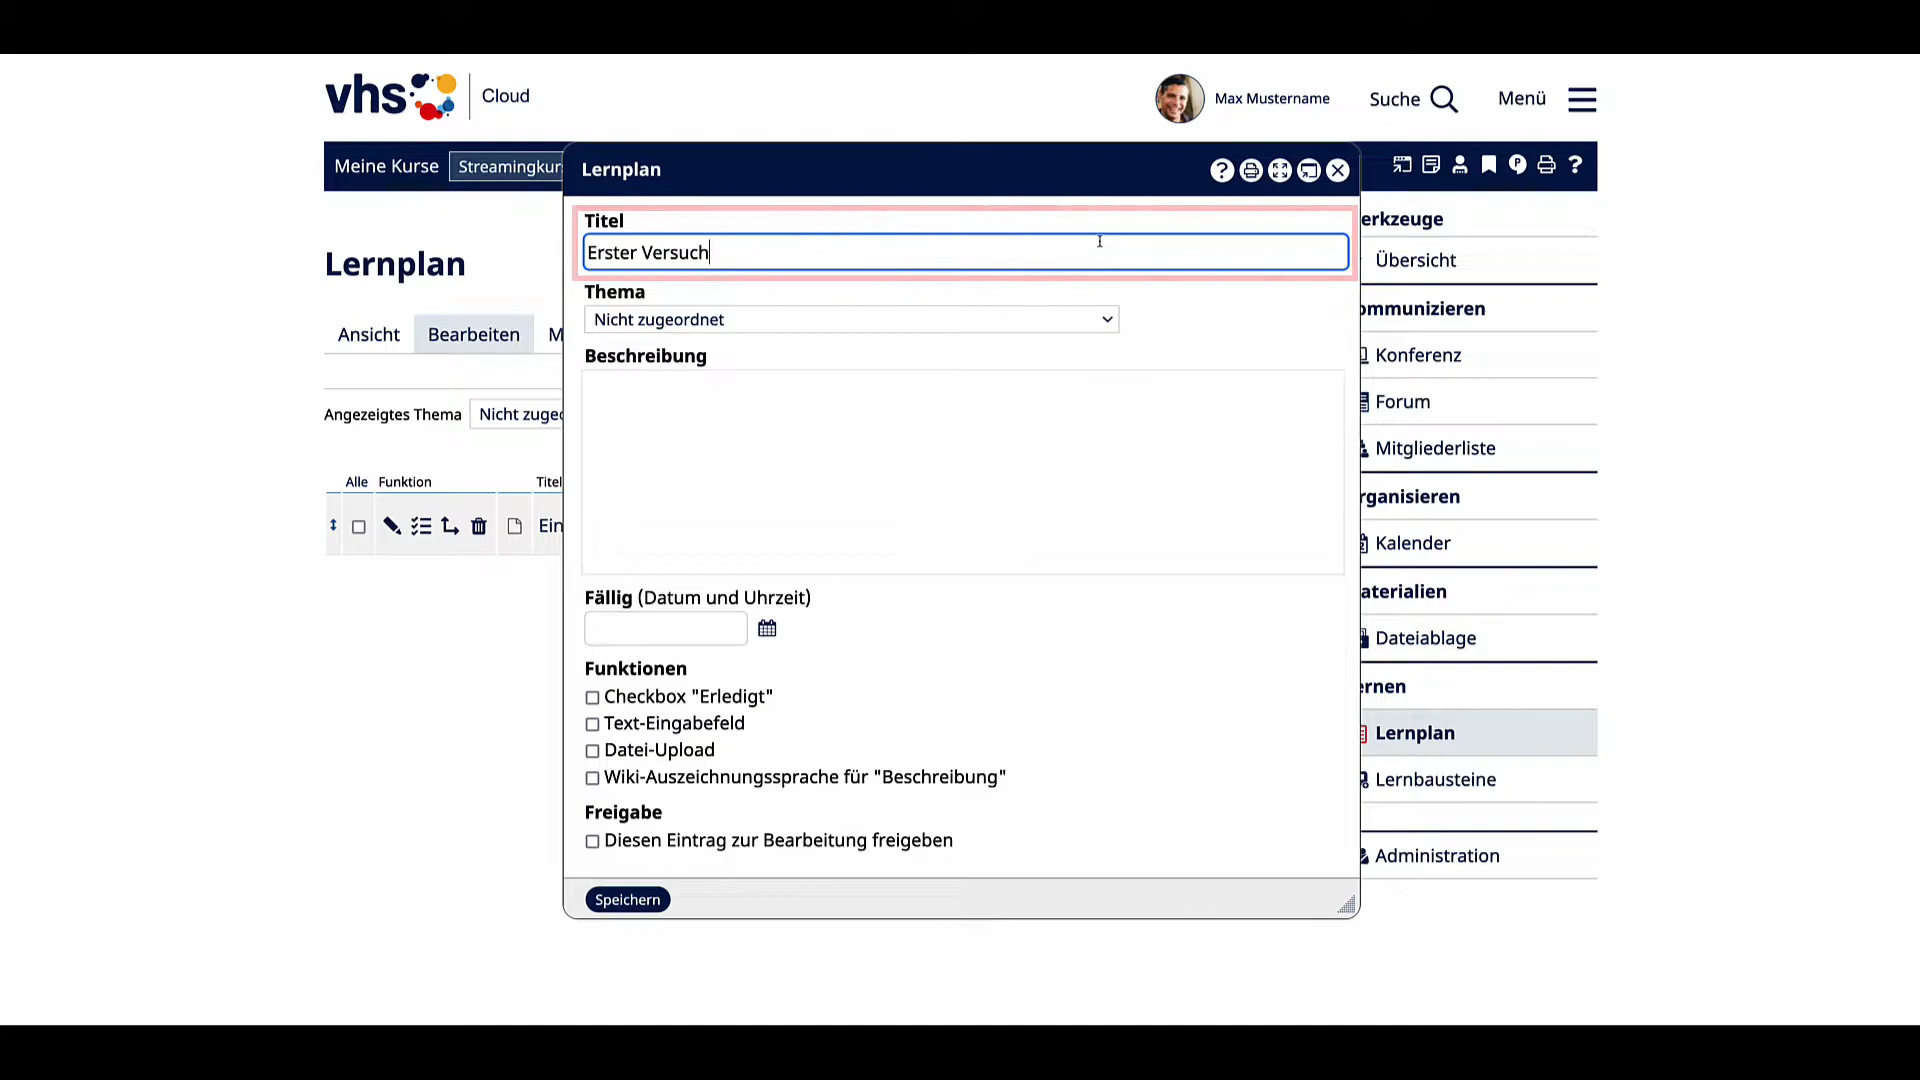 vhs Cloud
Max Mustername
Suche
Menü
Meine Kurse
Streamingkur
Lernplan
Ansicht
Bearbeiten
M
Angezeigtes Thema
Nicht zugeo
Alle
Funktion
Titel
Ein
Lernplan
Titel
Erster Versuch
Thema
Nicht zugeordnet
Beschreibung
Fällig (Datum und Uhrzeit)
Funktionen
Checkbox "Erledigt"
Text-Eingabefeld
Datei-Upload
Wiki-Auszeichnungssprache für "Beschreibung"
Freigabe
Diesen Eintrag zur Bearbeitung freigeben
Speichern
erkzeuge
Übersicht
ommunizieren
Konferenz
Forum
Mitgliederliste
rganisieren
Kalender
aterialien
Dateiablage
ernen
Lernplan
Lernbausteine
Administration